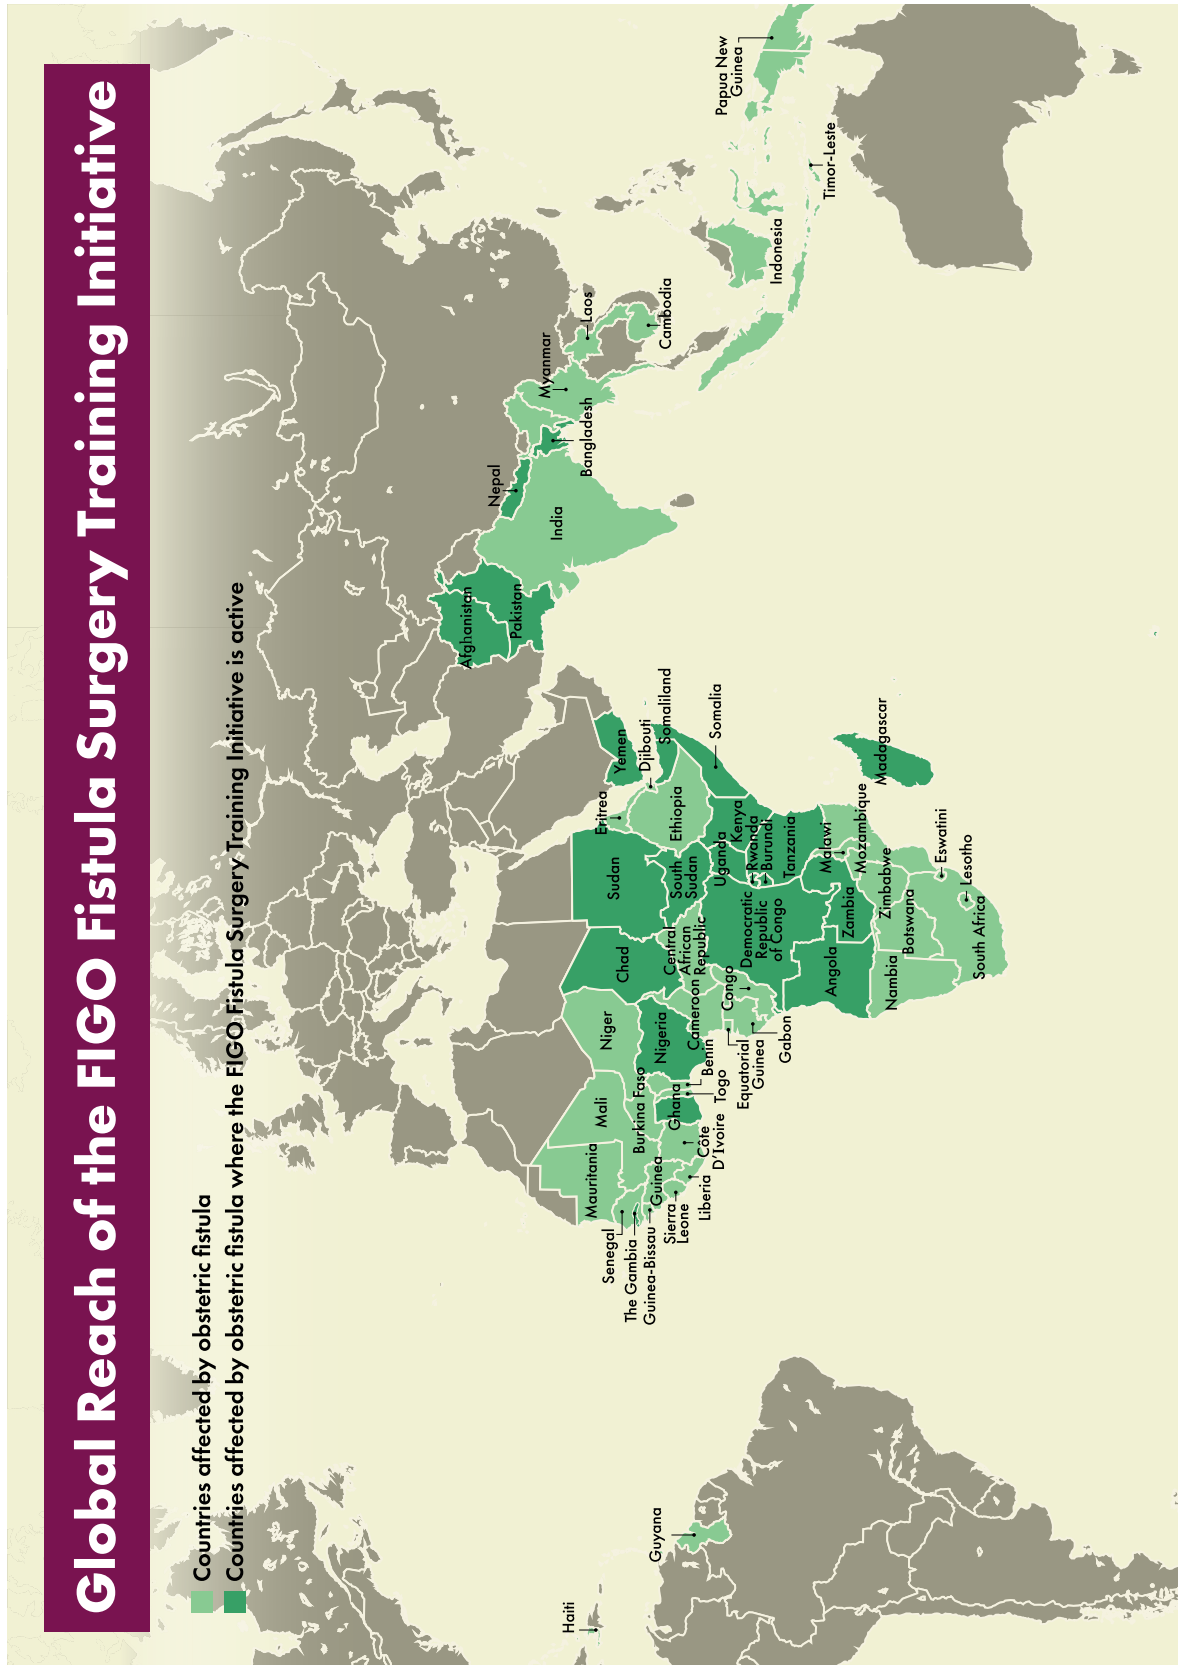 Global Reach of the FIGO Fistula Surgery Training Initiative
Countries affected by obstetric fistula
Countries affected by obstetric fistula where the FIGO Fistula Surgery Training Initiative is active
Haiti
Guyana
Senegal
The Gambia
Guinea-Bissau
Sierra
Leone
Liberia
Côte
D'Ivoire
Guinea
Mauritania
Mali
Burkina Faso
Ghana
Togo
Benin
Niger
Nigeria
Cameroon
Equatorial
Guinea
Gabon
Congo
Chad
Central
African
Republic
Sudan
South
Sudan
Democratic
Republic
of Congo
Angola
Nambia
Botswana
South Africa
Zambia
Zimbabwe
Mozambique
Malawi
Eswatini
Lesotho
Uganda
Rwanda
Burundi
Kenya
Tanzania
Eritrea
Ethiopia
Djibouti
Somaliland
Somalia
Yemen
Madagascar
Afghanistan
Pakistan
Nepal
India
Bangladesh
Myanmar
Laos
Cambodia
Indonesia
Timor-Leste
Papua New
Guinea